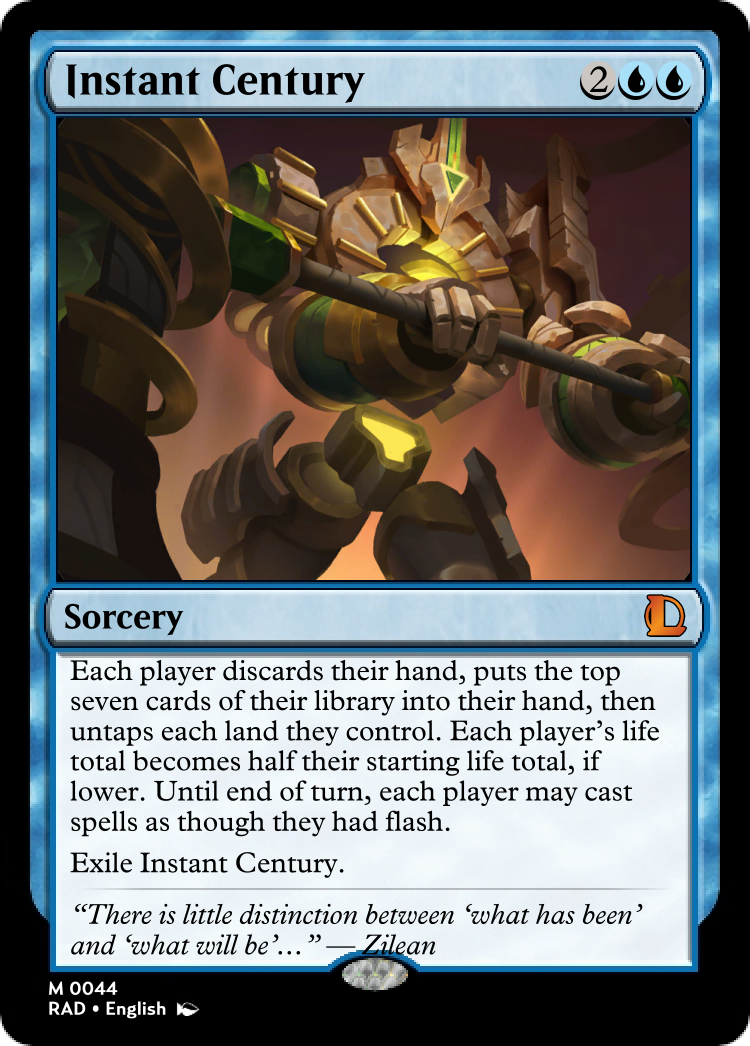 Instant Century
2
Sorcery
Each player discards their hand, puts the top
seven cards of their library into their hand, then
untaps each land they control. Each player’s life
total becomes half their starting life total, if
lower. Until end of turn, each player may cast
spells as though they had flash.
Exile Instant Century.
“There is little distinction between ‘what has been’
and ‘what will be’…” — Zilean
M 0044
RAD • English